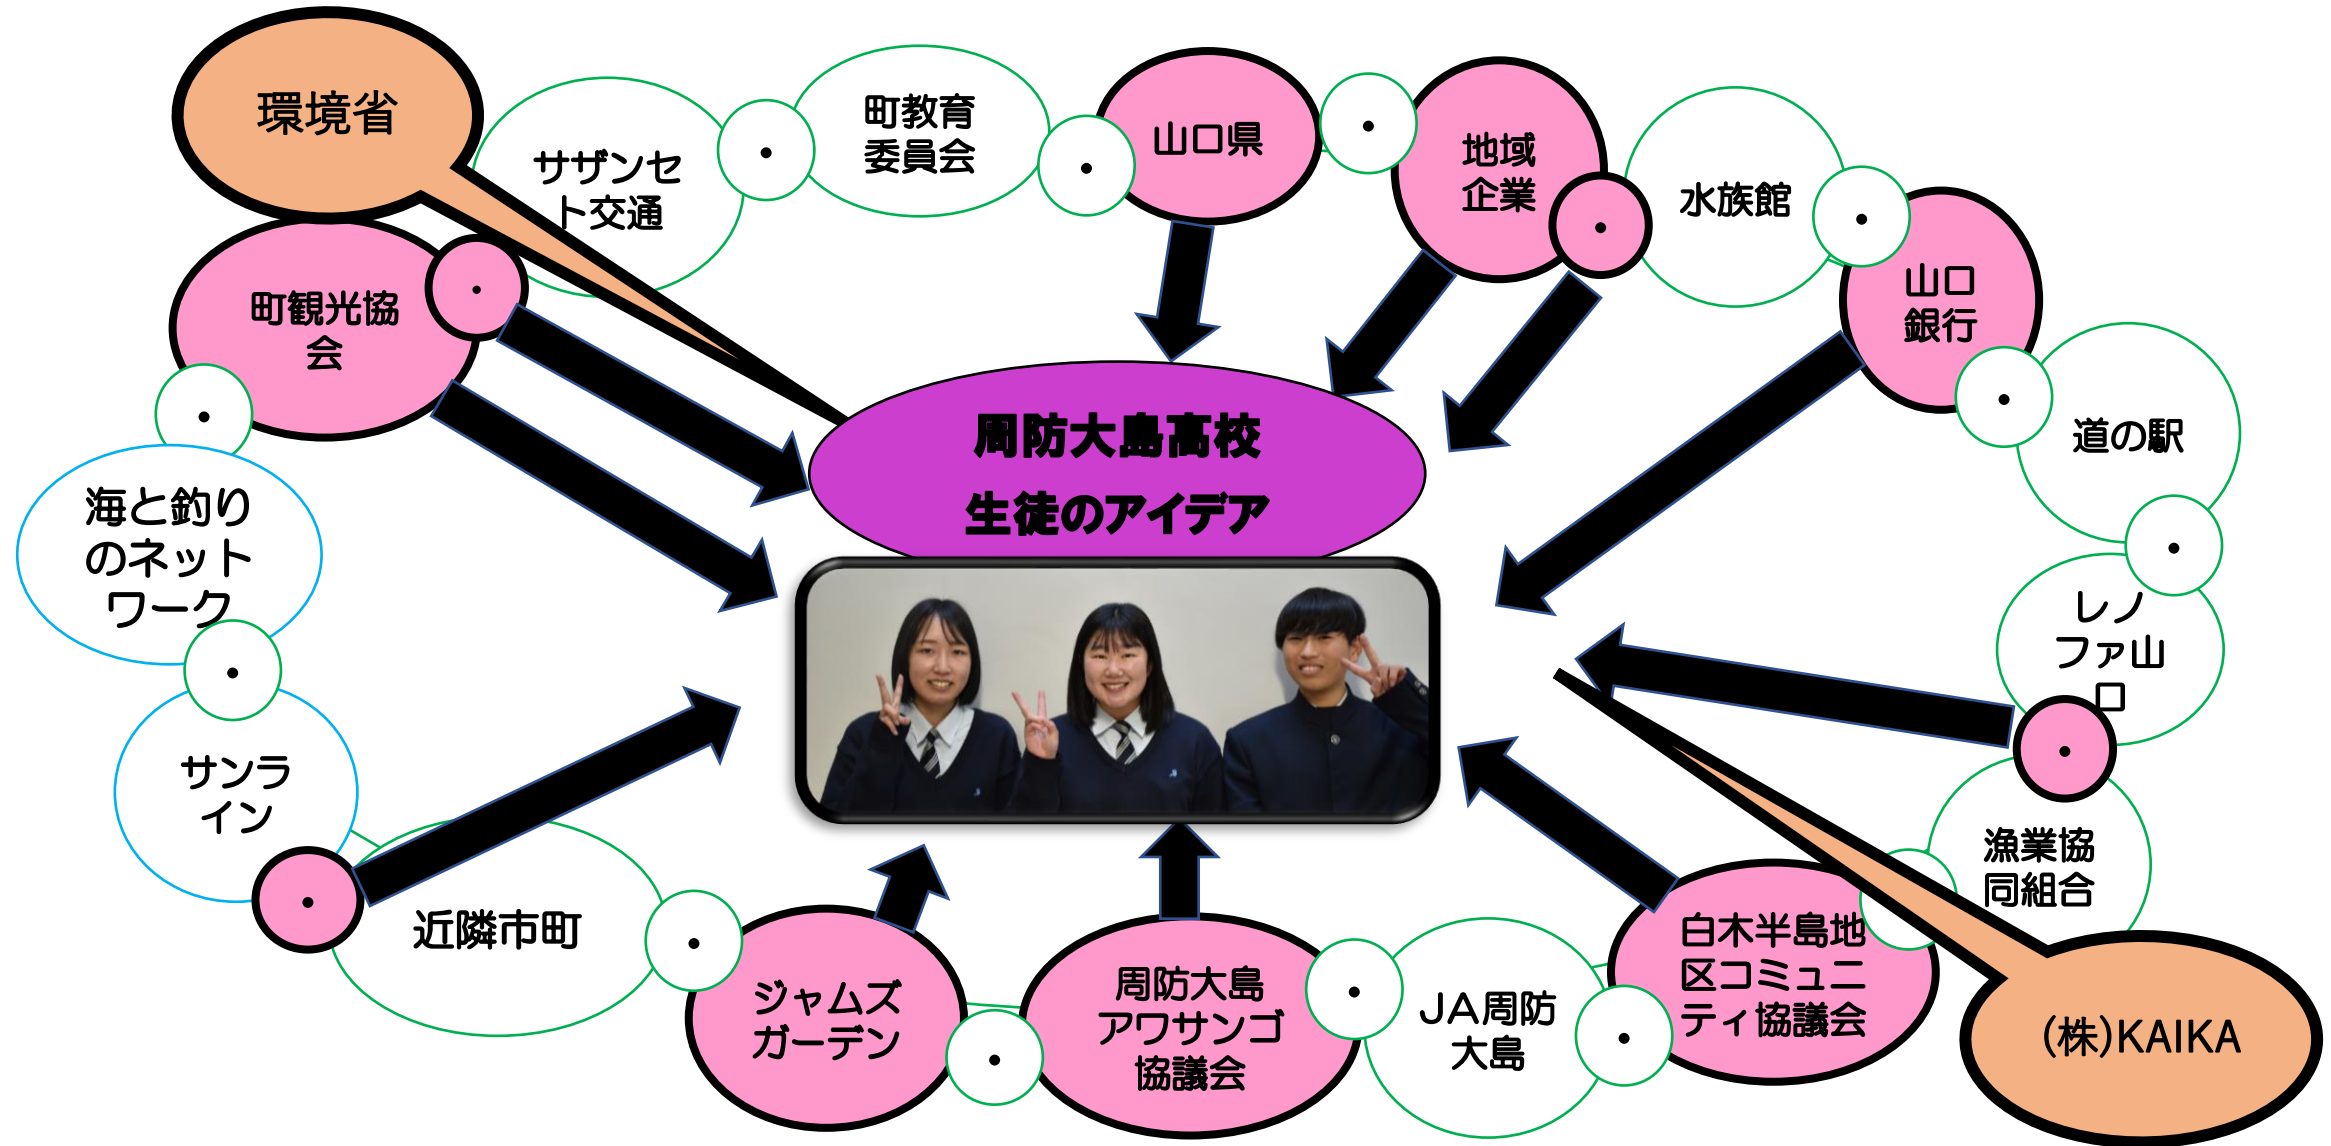 環境省
サザンセ
ト交通
町教育
委員会
山口県
地域
企業
水族館
山口
銀行
町観光協
会
道の駅
周防大島高校
生徒のアイデア
海と釣り
のネット
ワーク
レノ
ファ山
口
サンラ
イン
漁業協
同組合
近隣市町
白木半島地
区コミュニ
ティ協議会
ジャムズ
ガーデン
周防大島
アワサンゴ
協議会
JA周防
大島
(株)KAIKA